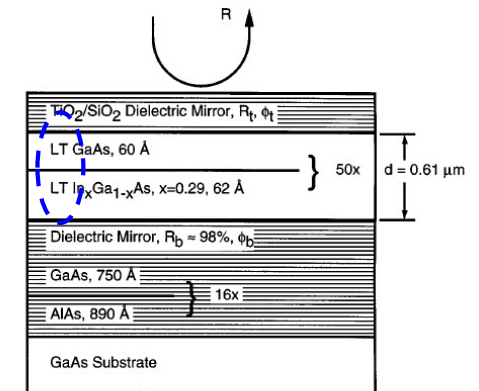 R
TiO2/SiO2 Dielectric Mirror, Rt, ϕt
LT GaAs, 60 Å
50x
d = 0.61 μm
LT InxGa1-xAs, x=0.29, 62 Å
Dielectric Mirror, Rb ≈ 98%, ϕb
GaAs, 750 Å
16x
AlAs, 890 Å
GaAs Substrate